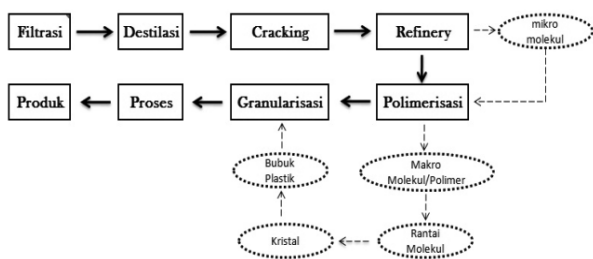 Filtrasi
Destilasi
Cracking
Refinery
mikro
molekul
Produk
Proses
Granularisasi
Polimerisasi
Bubuk
Plastik
Makro
Molekul/Polimer
Kristal
Rantai
Molekul